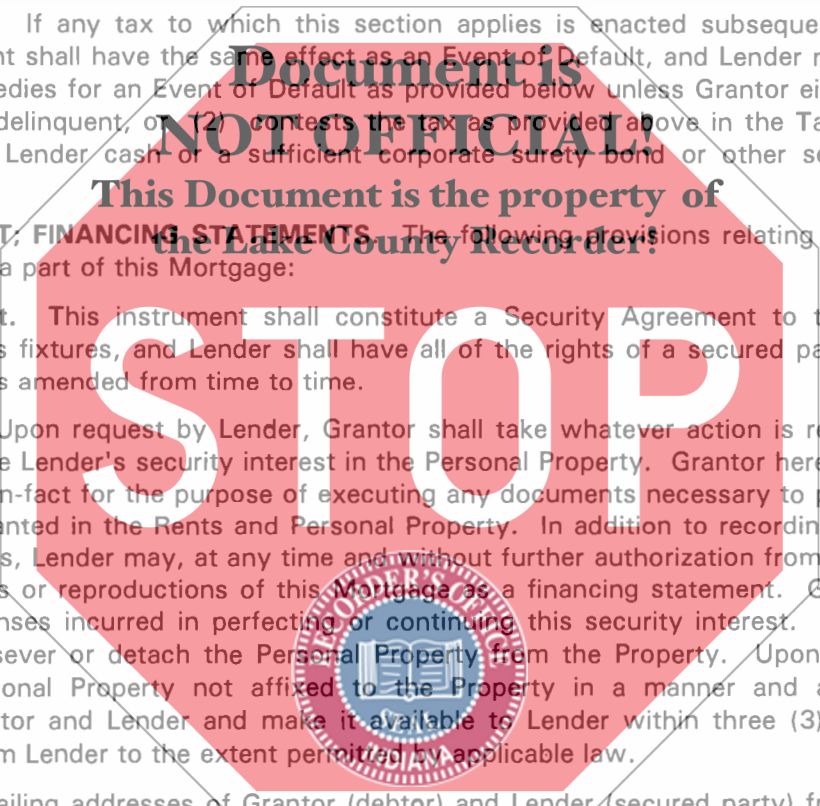 If any tax to which this section applies is enacted subseque
nt shall have the same effect as an Event of Default, and Lender
edies for an Event of Default as provided below unless Grantor ei
delinquent, or (2) contests the tax as provided above in the Ta
Lender cash or a sufficient corporate surety bond or other se
Document is
NOT OFFICIAL!
This Document is the property of
the Lake County Recorder!
T; FINANCING STATEMENTS. The following provisions relating
a part of this Mortgage:
t. This instrument shall constitute a Security Agreement to t
s fixtures, and Lender shall have all of the rights of a secured pa
s amended from time to time.
STOP
Upon request by Lender, Grantor shall take whatever action is re
e Lender's security interest in the Personal Property. Grantor here
n-fact for the purpose of executing any documents necessary to p
anted in the Rents and Personal Property. In addition to recordin
s, Lender may, at any time and without further authorization from
s or reproductions of this Mortgage as a financing statement. G
nses incurred in perfecting or continuing this security interest.
sever or detach the Personal Property from the Property. Upon
onal Property not affixed to the Property in a manner and a
tor and Lender and make it available to Lender within three (3)
m Lender to the extent permitted by applicable law.
RECORDER'S OFFICE
SEAL
INDIANA
ailing addresses of Grantor (debtor) and Lender (secured party) fr